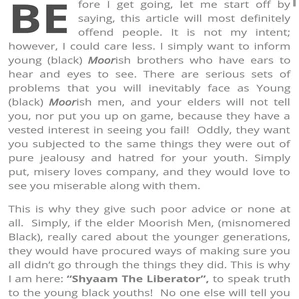 BE fore I get going, let me start off by
saying, this article will most definitely
offend people. It is not my intent;
however, I could care less. I simply want to inform
young (black) Moorish brothers who have ears to
hear and eyes to see. There are serious sets of
problems that you will inevitably face as Young
(black) Moorish men, and your elders will not tell
you, nor put you up on game, because they have a
vested interest in seeing you fail!  Oddly, they want
you subjected to the same things they were out of
pure jealousy and hatred for your youth. Simply
put, misery loves company, and they would love to
see you miserable along with them.
This is why they give such poor advice or none at
all.  Simply, if the elder Moorish Men, (misnomered
Black), really cared about the younger generations,
they would have procured ways of making sure you
all didn't go through the things they did. This is why
I am here: "Shyaam The Liberator", to speak truth
to the young black youths!  No one else will tell you